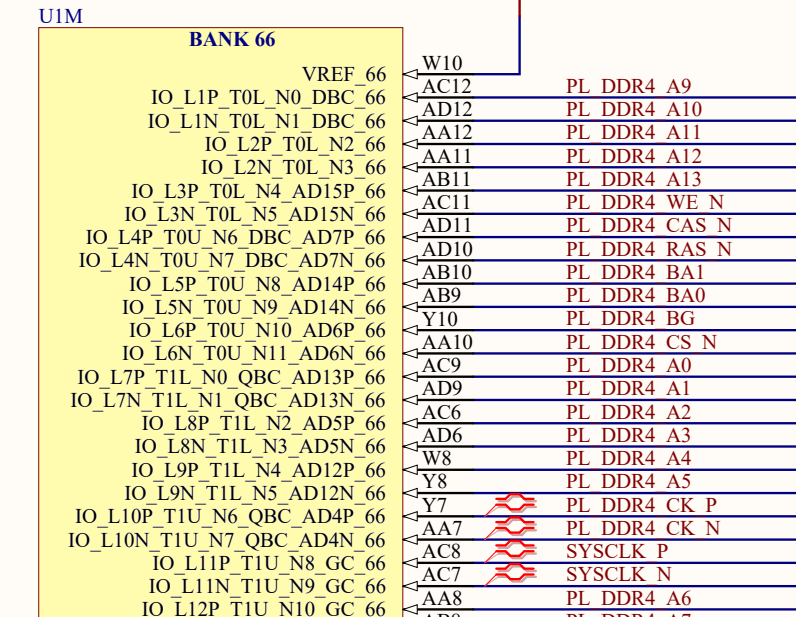 U1M
BANK 66
VREF_66 W10
IO_L1P_T0L_N0_DBC_66 AC12 PL_DDR4_A9
IO_L1N_T0L_N1_DBC_66 AD12 PL_DDR4_A10
IO_L2P_T0L_N2_66 AA12 PL_DDR4_A11
IO_L2N_T0L_N3_66 AA11 PL_DDR4_A12
IO_L3P_T0L_N4_AD15P_66 AB11 PL_DDR4_A13
IO_L3N_T0L_N5_AD15N_66 AC11 PL_DDR4_WE_N
IO_L4P_T0U_N6_DBC_AD7P_66 AD11 PL_DDR4_CAS_N
IO_L4N_T0U_N7_DBC_AD7N_66 AD10 PL_DDR4_RAS_N
IO_L5P_T0U_N8_AD14P_66 AB10 PL_DDR4_BA1
IO_L5N_T0U_N9_AD14N_66 AB9 PL_DDR4_BA0
IO_L6P_T0U_N10_AD6P_66 Y10 PL_DDR4_BG
IO_L6N_T0U_N11_AD6N_66 AA10 PL_DDR4_CS_N
IO_L7P_T1L_N0_QBC_AD13P_66 AC9 PL_DDR4_A0
IO_L7N_T1L_N1_QBC_AD13N_66 AD9 PL_DDR4_A1
IO_L8P_T1L_N2_AD5P_66 AC6 PL_DDR4_A2
IO_L8N_T1L_N3_AD5N_66 AD6 PL_DDR4_A3
IO_L9P_T1L_N4_AD12P_66 W8 PL_DDR4_A4
IO_L9N_T1L_N5_AD12N_66 Y8 PL_DDR4_A5
IO_L10P_T1U_N6_QBC_AD4P_66 Y7 PL_DDR4_CK_P
IO_L10N_T1U_N7_QBC_AD4N_66 AA7 PL_DDR4_CK_N
IO_L11P_T1U_N8_GC_66 AC8 SYSCLK_P
IO_L11N_T1U_N9_GC_66 AC7 SYSCLK_N
IO_L12P_T1U_N10_GC_66 AA8 PL_DDR4_A6